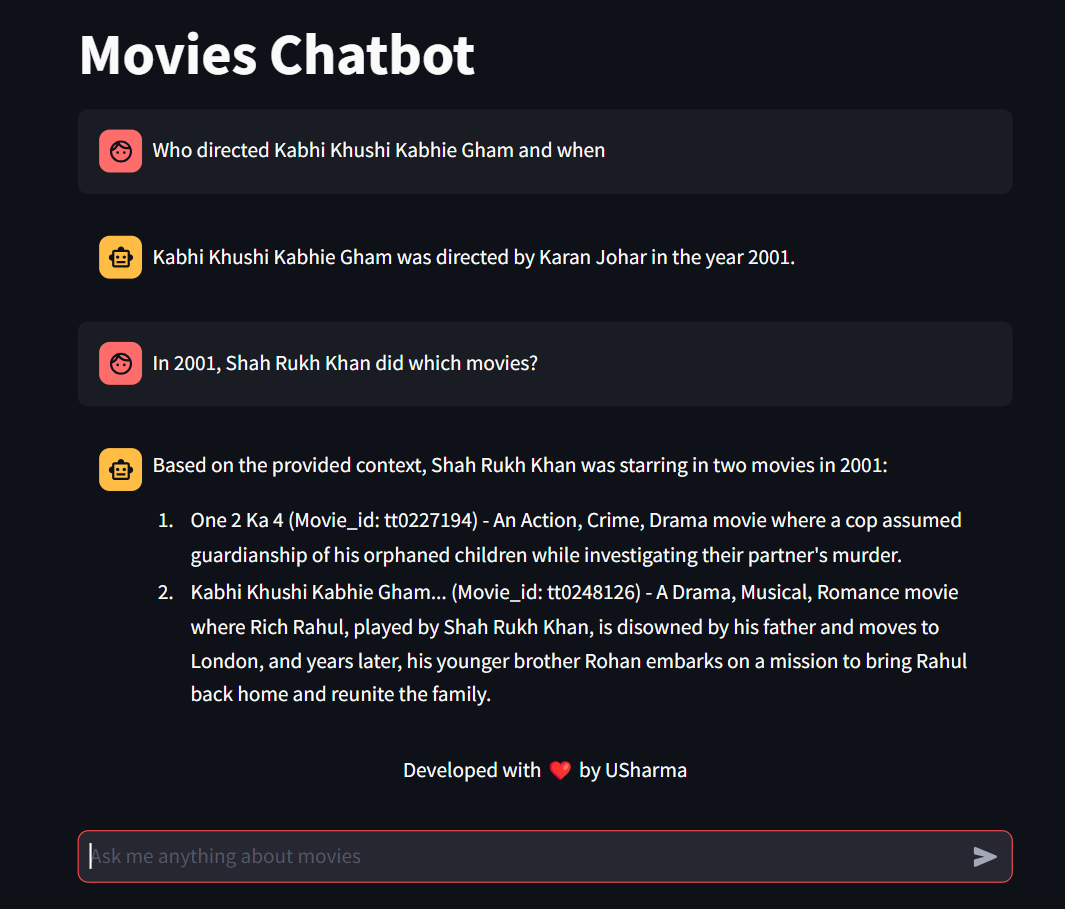 Movies Chatbot
Who directed Kabhi Khushi Kabhie Gham and when
Kabhi Khushi Kabhie Gham was directed by Karan Johar in the year 2001.
In 2001, Shah Rukh Khan did which movies?
Based on the provided context, Shah Rukh Khan was starring in two movies in 2001:
1. One 2 Ka 4 (Movie_id: tt0227194) - An Action, Crime, Drama movie where a cop assumed
guardianship of his orphaned children while investigating their partner's murder.
2. Kabhi Khushi Kabhie Gham... (Movie_id: tt0248126) - A Drama, Musical, Romance movie
where Rich Rahul, played by Shah Rukh Khan, is disowned by his father and moves to
London, and years later, his younger brother Rohan embarks on a mission to bring Rahul
back home and reunite the family.
Developed with ❤️ by USharma
Ask me anything about movies